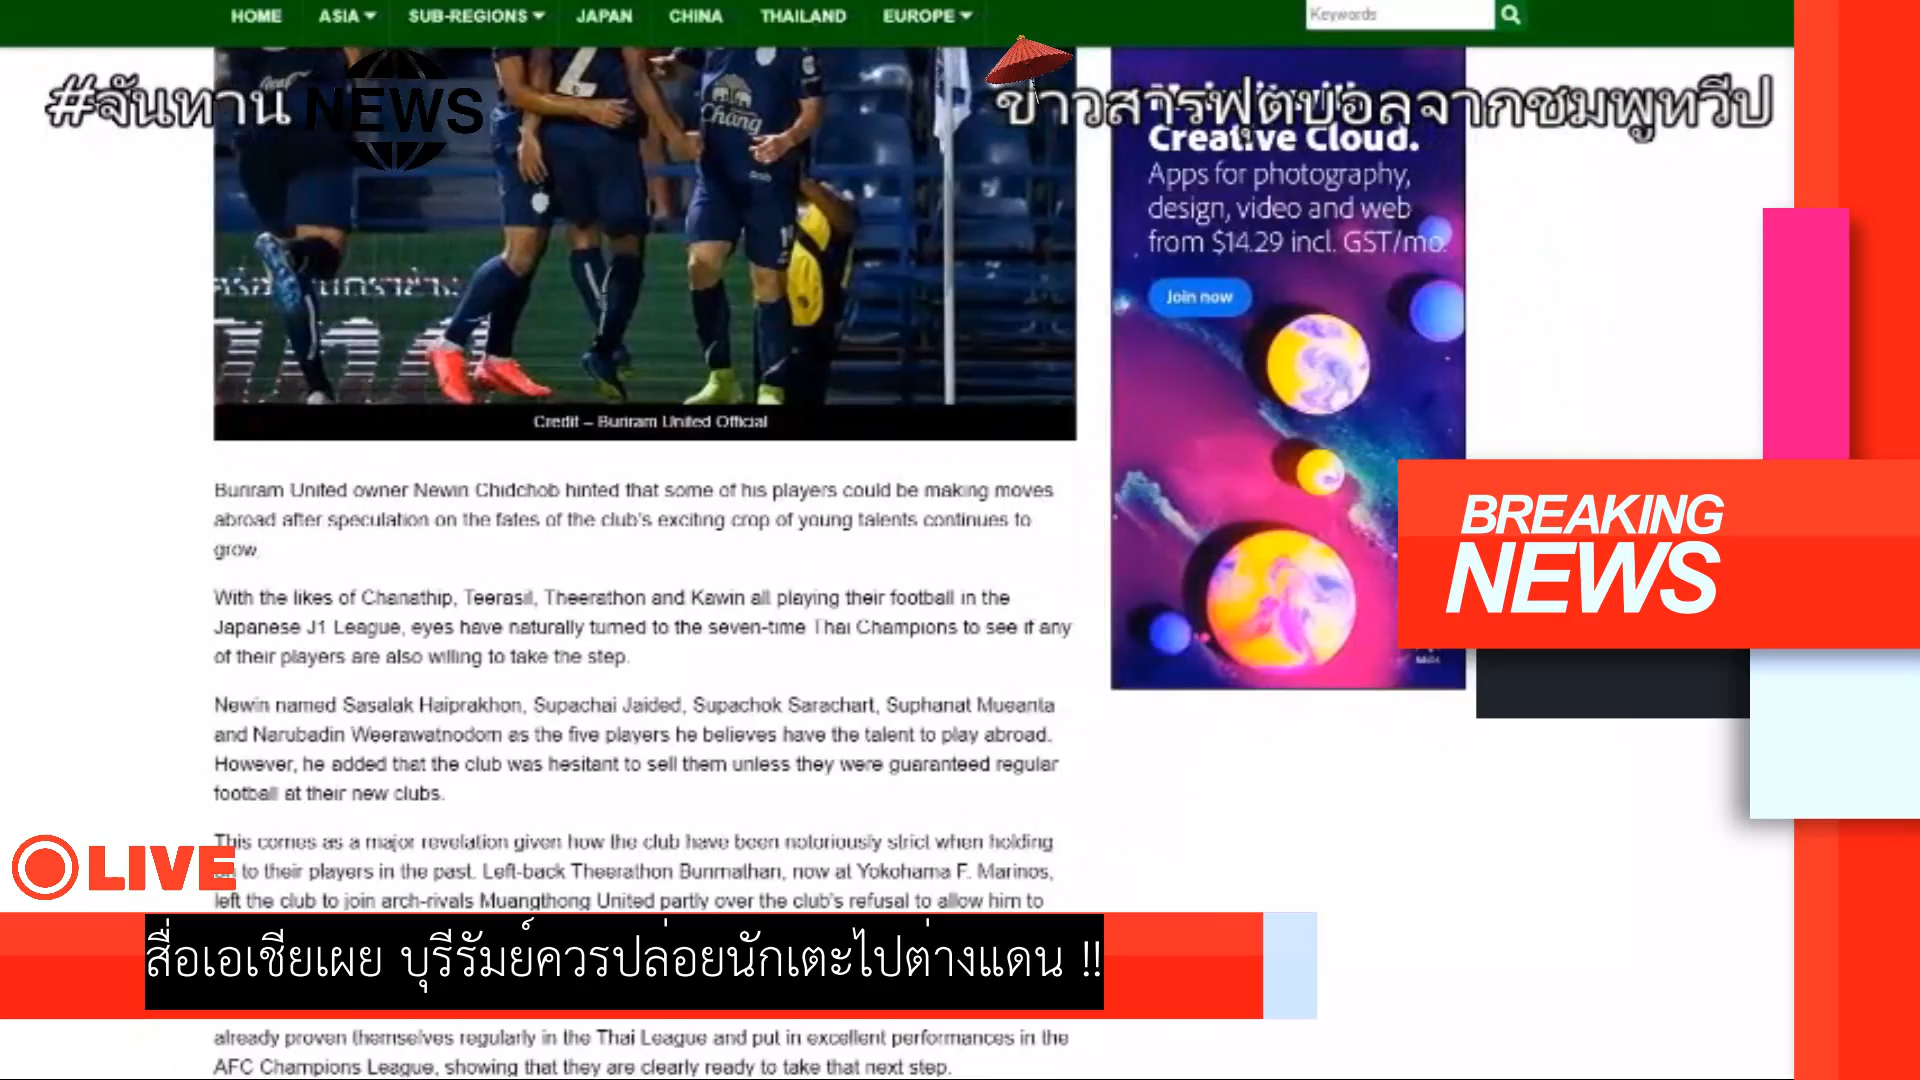 HOME ASIA SUB-REGIONS JAPAN CHINA THAILAND EUROPE Keywords
#จันทาน NEWS ข่าวสารฟุตบอลจากชมพูทวีป
Chang
Creative Cloud.
Apps for photography,
design, video and web
from $14.29 incl. GST/mo.
Join now
Credit – Buriram United Official
Buriram United owner Newin Chidchob hinted that some of his players could be making moves
abroad after speculation on the fates of the club's exciting crop of young talents continues to
grow.
With the likes of Chanathip, Teerasil, Theerathon and Kawin all playing their football in the
Japanese J1 League, eyes have naturally turned to the seven-time Thai Champions to see if any
of their players are also willing to take the step.
Newin named Sasalak Haiprakhon, Supachai Jaided, Supachok Sarachart, Suphanat Mueanta
and Narubadin Weerawatnodom as the five players he believes have the talent to play abroad.
However, he added that the club was hesitant to sell them unless they were guaranteed regular
football at their new clubs.
This comes as a major revelation given how the club have been notoriously strict when holding
to their players in the past. Left-back Theerathon Bunmathan, now at Yokohama F. Marinos,
left the club to join arch-rivals Muangthong United partly over the club's refusal to allow him to
BREAKING
NEWS
LIVE
สื่อเอเชียเผย บุรีรัมย์ควรปล่อยนักเตะไปต่างแดน !!
already proven themselves regularly in the Thai League and put in excellent performances in the
AFC Champions League, showing that they are clearly ready to take that next step.